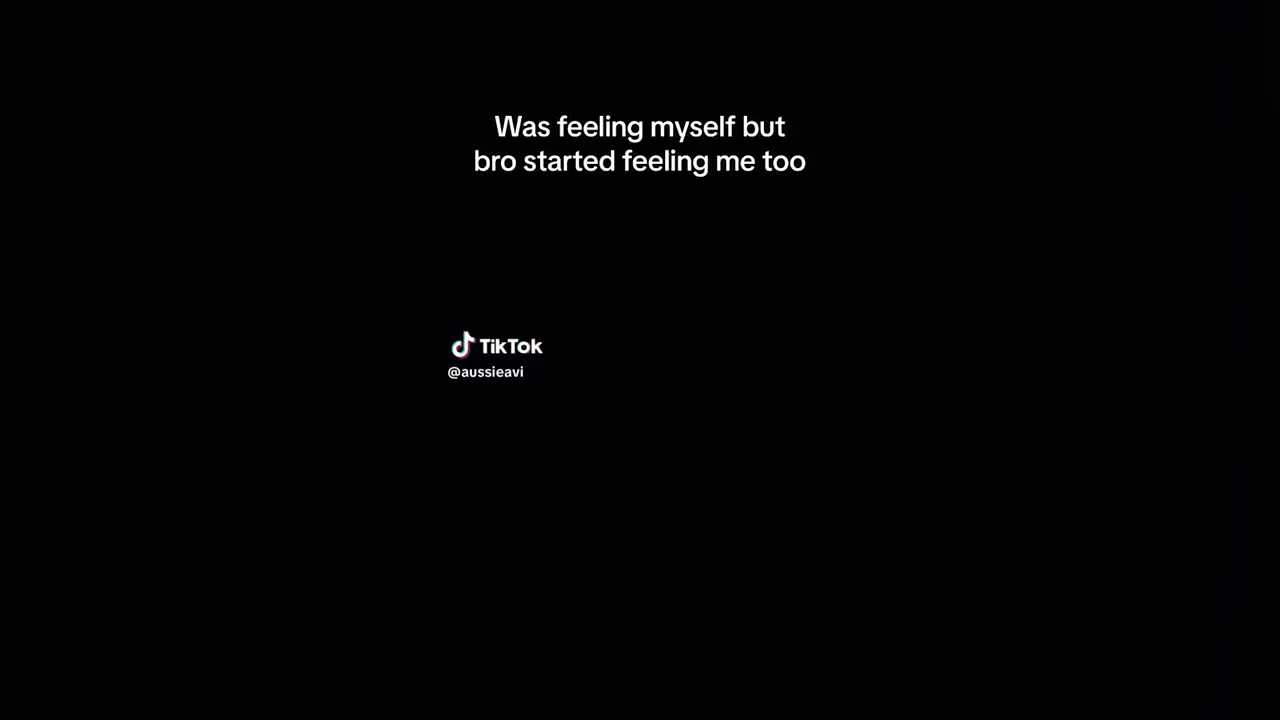 Was feeling myself but
bro started feeling me too
TikTok
@aussieavi